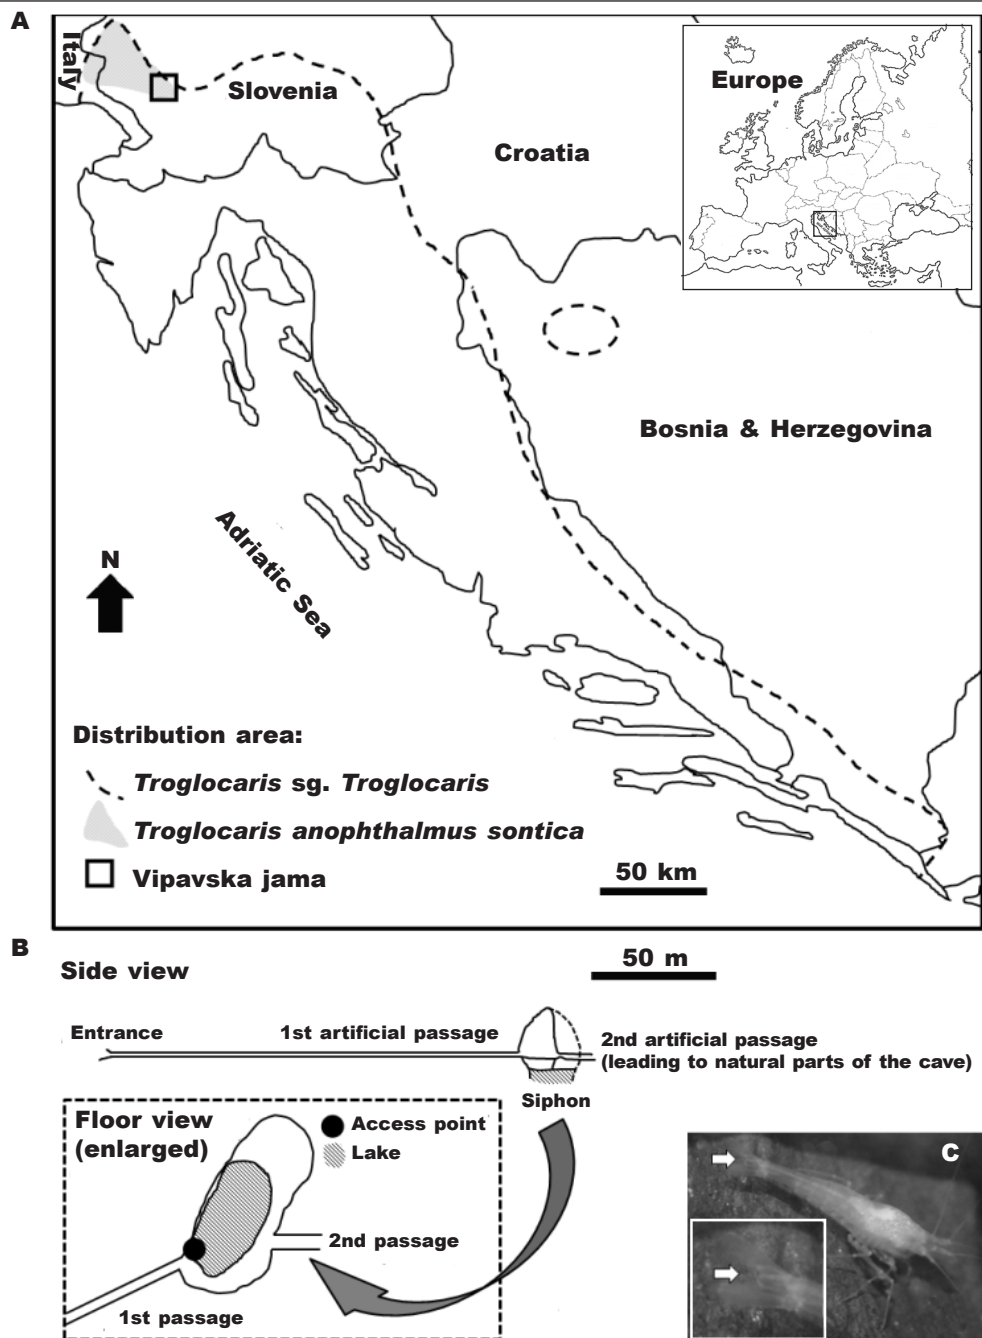 A
Italy
Slovenia
Croatia
Europe
Bosnia & Herzegovina
Adriatic Sea
N
Distribution area:
Troglocaris sg. Troglocaris
Troglocaris anophthalmus sontica
Vipavska jama
50 km
B
Side view
50 m
Entrance
1st artificial passage
2nd artificial passage
(leading to natural parts of the cave)
Siphon
Floor view
(enlarged)
Access point
Lake
2nd passage
1st passage
C